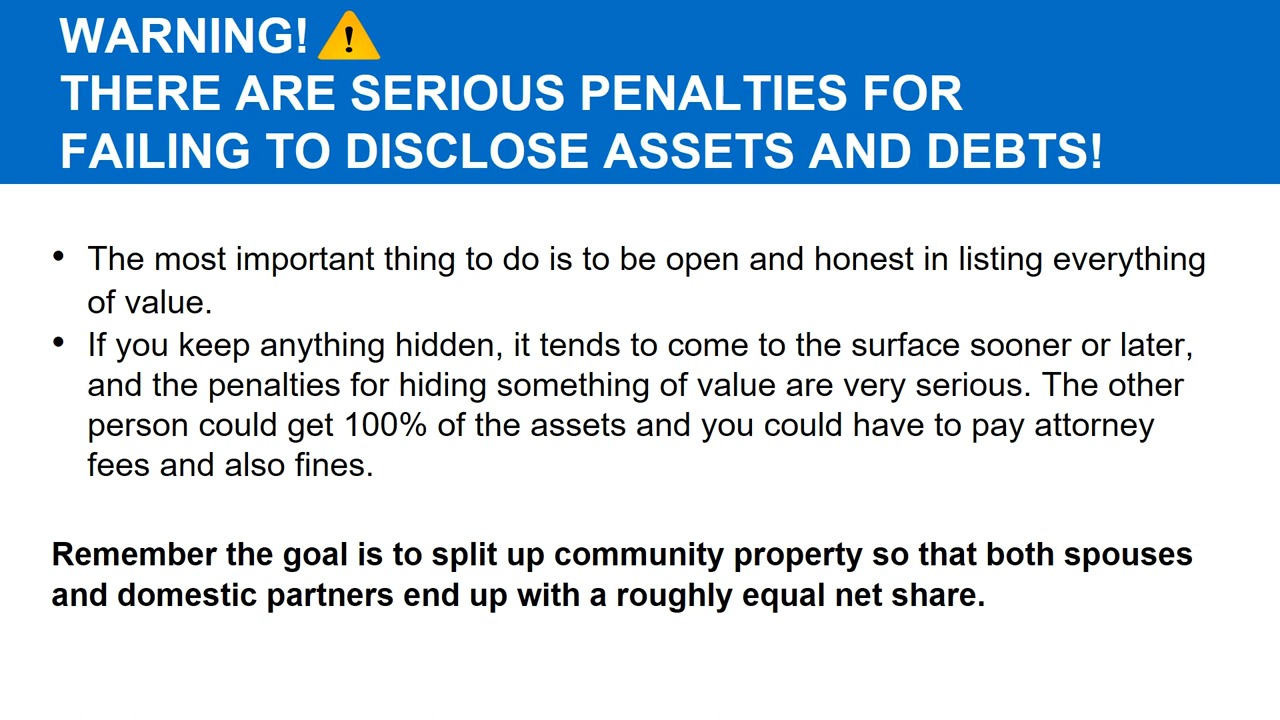 WARNING! ⚠️
THERE ARE SERIOUS PENALTIES FOR
FAILING TO DISCLOSE ASSETS AND DEBTS!
• The most important thing to do is to be open and honest in listing everything
of value.
• If you keep anything hidden, it tends to come to the surface sooner or later,
and the penalties for hiding something of value are very serious. The other
person could get 100% of the assets and you could have to pay attorney
fees and also fines.
Remember the goal is to split up community property so that both spouses
and domestic partners end up with a roughly equal net share.